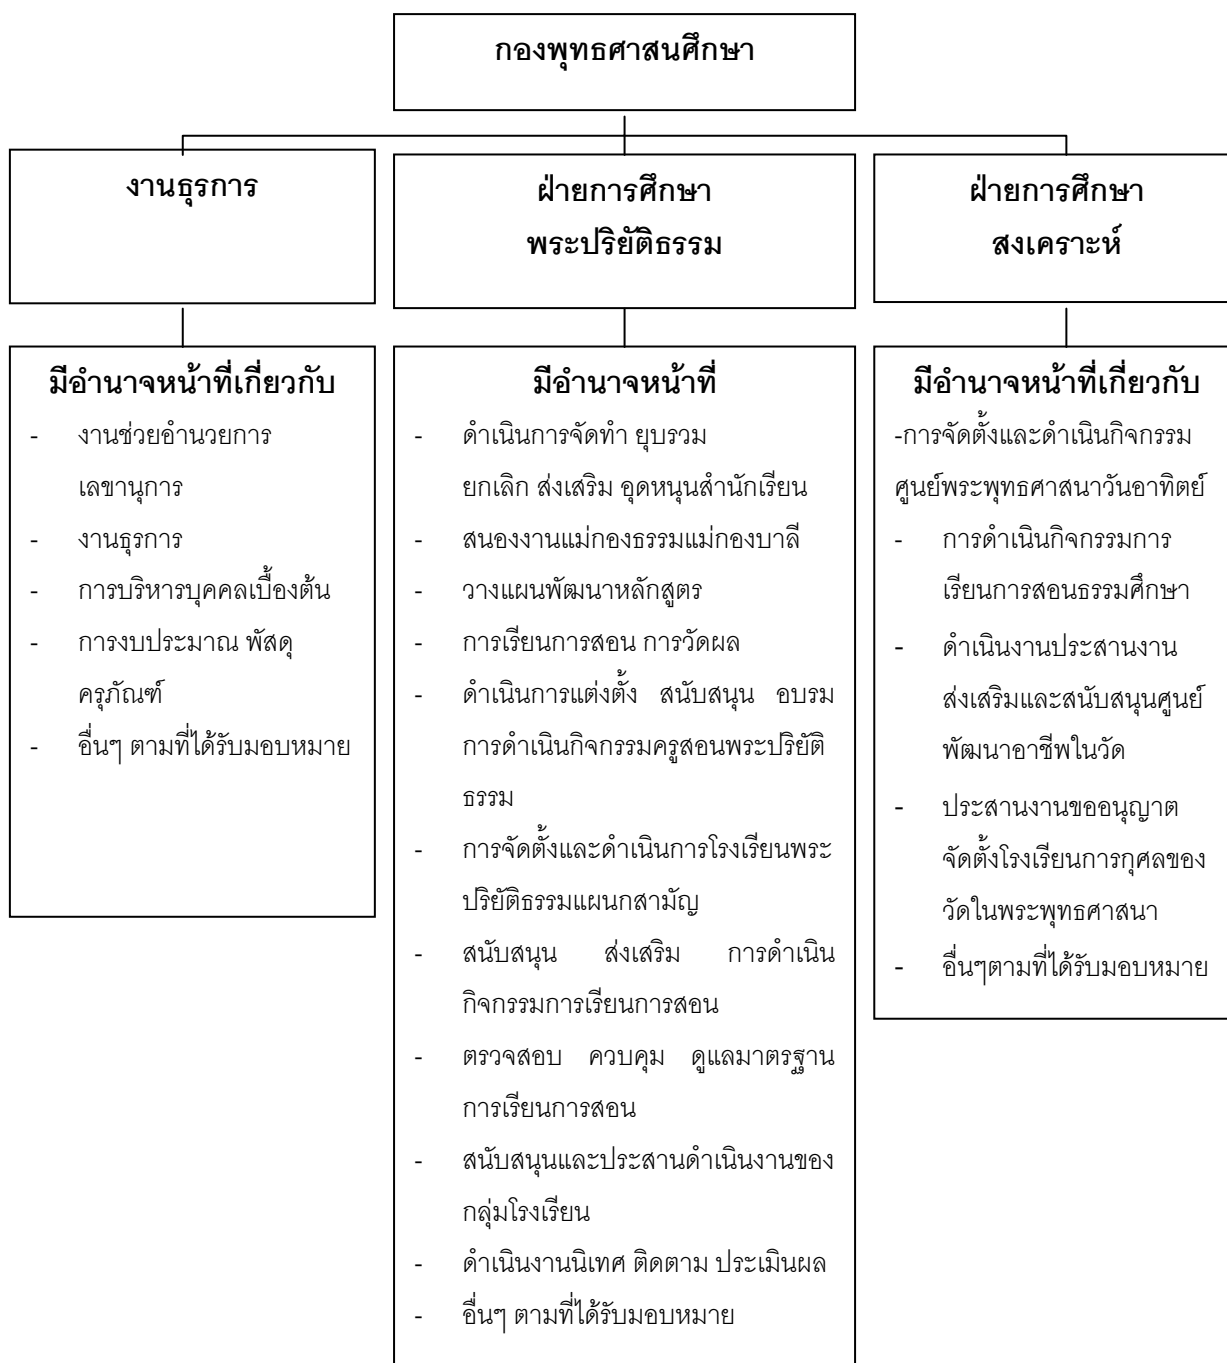 กองพุทธศาสนศึกษา
งานธุรการ
ฝ่ายการศึกษา
พระปริยัติธรรม
ฝ่ายการศึกษา
สงเคราะห์
มีอำนาจหน้าที่เกี่ยวกับ
- งานช่วยอำนวยการ
เลขานุการ
- งานธุรการ
- การบริหารบุคคลเบื้องต้น
- การงบประมาณ พัสดุ
ครุภัณฑ์
- อื่นๆ ตามที่ได้รับมอบหมาย
มีอำนาจหน้าที่
- ดำเนินการจัดทำ ยุบรวม
ยกเลิก ส่งเสริม อุดหนุนสำนักเรียน
- สนองงานแม่กองธรรมแม่กองบาลี
- วางแผนพัฒนาหลักสูตร
- การเรียนการสอน การวัดผล
- ดำเนินการแต่งตั้ง สนับสนุน อบรม
การดำเนินกิจกรรมครูสอนพระปริยัติ
ธรรม
- การจัดตั้งและดำเนินการโรงเรียนพระ
ปริยัติธรรมแผนกสามัญ
- สนับสนุน ส่งเสริม การดำเนิน
กิจกรรมการเรียนการสอน
- ตรวจสอบ ควบคุม ดูแลมาตรฐาน
การเรียนการสอน
- สนับสนุนและประสานดำเนินงานของ
กลุ่มโรงเรียน
- ดำเนินงานนิเทศ ติดตาม ประเมินผล
- อื่นๆ ตามที่ได้รับมอบหมาย
มีอำนาจหน้าที่เกี่ยวกับ
-การจัดตั้งและดำเนินกิจกรรม
ศูนย์พระพุทธศาสนาวันอาทิตย์
- การดำเนินกิจกรรมการ
เรียนการสอนธรรมศึกษา
- ดำเนินงานประสานงาน
ส่งเสริมและสนับสนุนศูนย์
พัฒนาอาชีพในวัด
- ประสานงานขออนุญาต
จัดตั้งโรงเรียนการกุศลของ
วัดในพระพุทธศาสนา
- อื่นๆตามที่ได้รับมอบหมาย